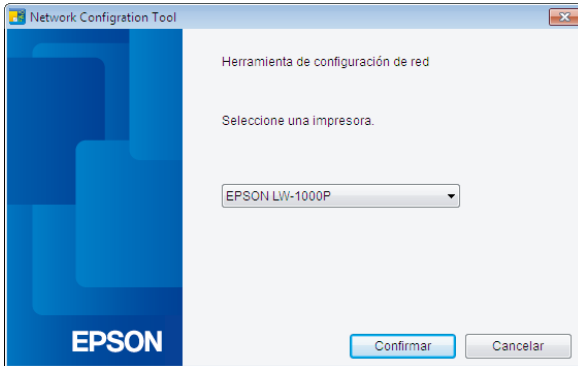 Network Configration Tool
Herramienta de configuración de red
Seleccione una impresora.
EPSON LW-1000P
EPSON
Confirmar Cancelar